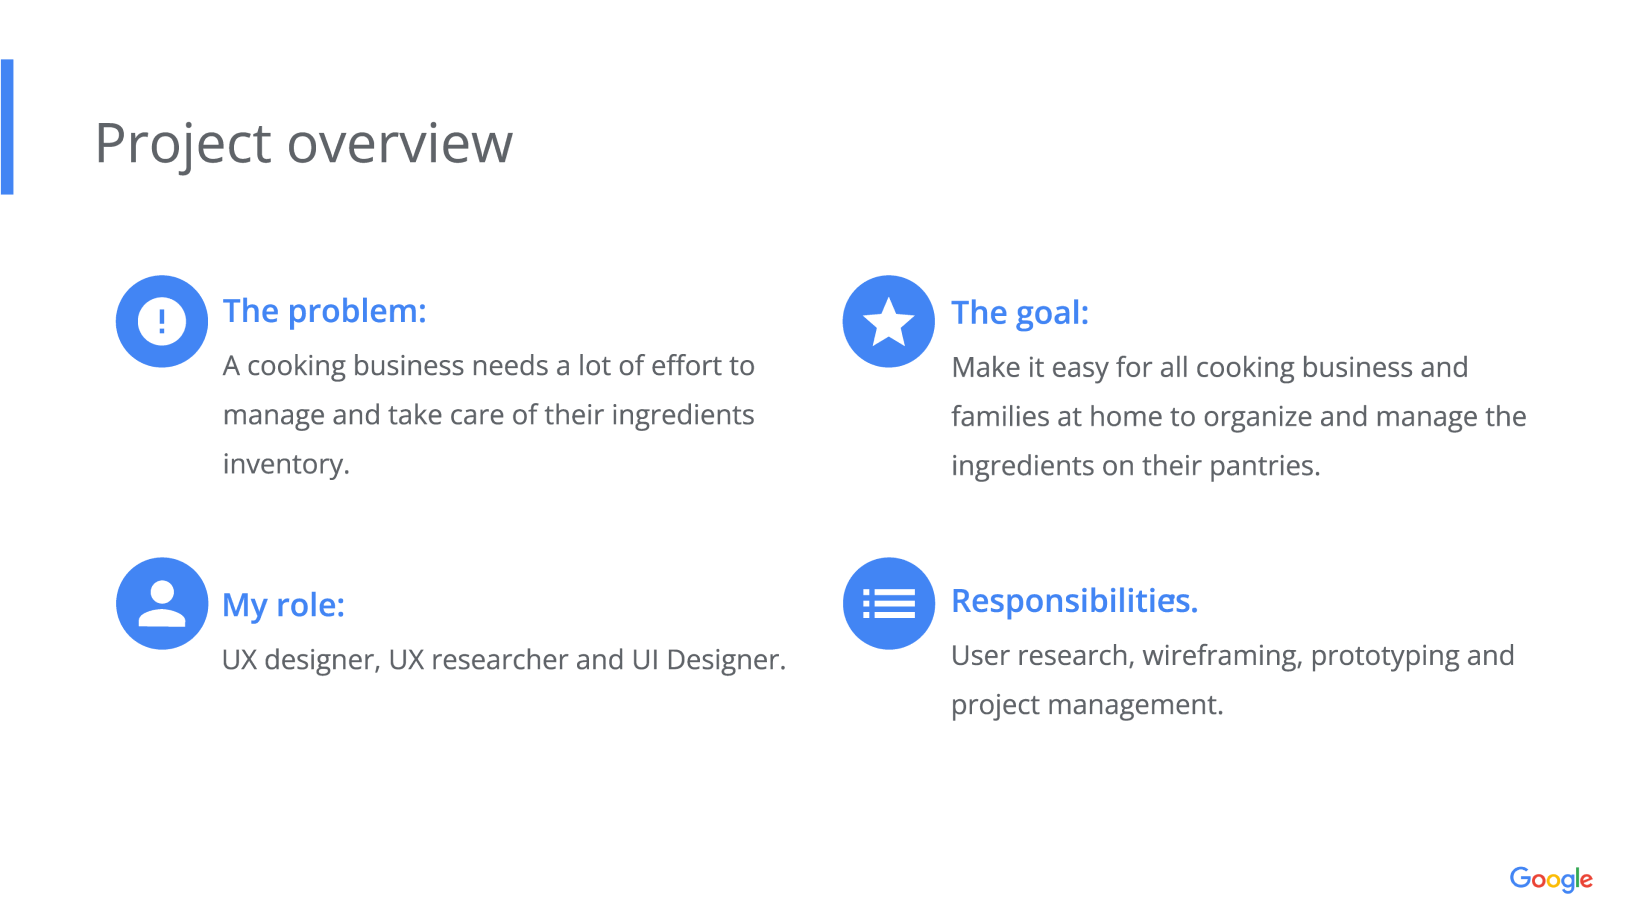 Project overview
The problem:
A cooking business needs a lot of effort to
manage and take care of their ingredients
inventory.
The goal:
Make it easy for all cooking business and
families at home to organize and manage the
ingredients on their pantries.
My role:
UX designer, UX researcher and UI Designer.
Responsibilities.
User research, wireframing, prototyping and
project management.
Google